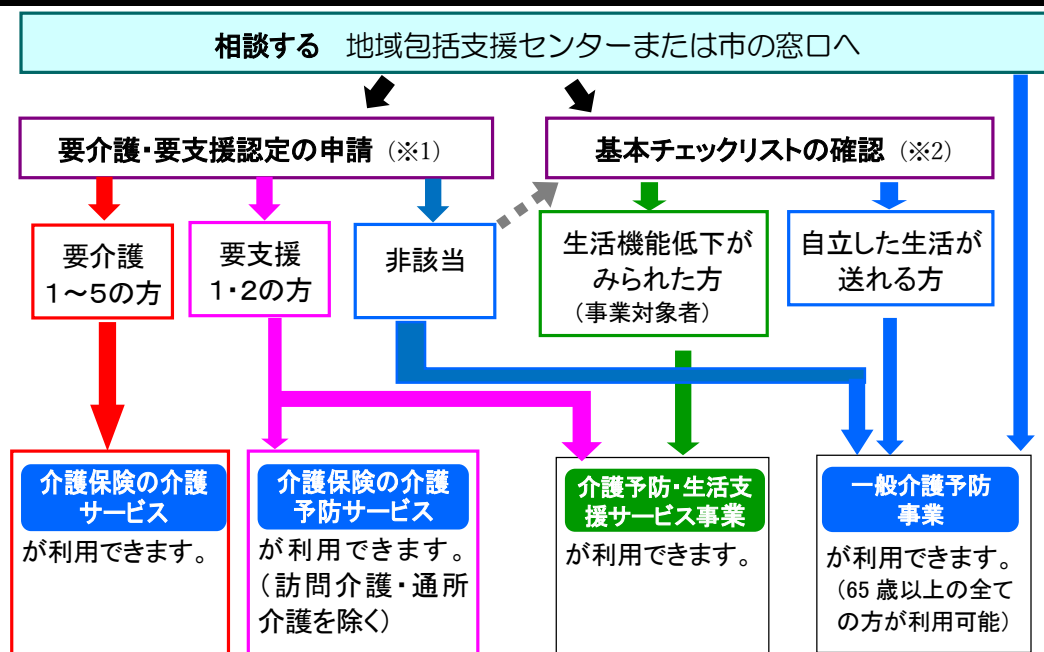 相談する 地域包括支援センターまたは市の窓口へ
要介護・要支援認定の申請（※1）
基本チェックリストの確認（※2）
要介護
１～５の方
要支援
１・２の方
非該当
生活機能低下が
みられた方
（事業対象者）
自立した生活が
送れる方
介護保険の介護
サービス
が利用できます。
介護保険の介護
予防サービス
が利用できます。
（訪問介護・通所
介護を除く）
介護予防・生活支
援サービス事業
が利用できます。
一般介護予防
事業
が利用できます。
（65 歳以上の全て
の方が利用可能）